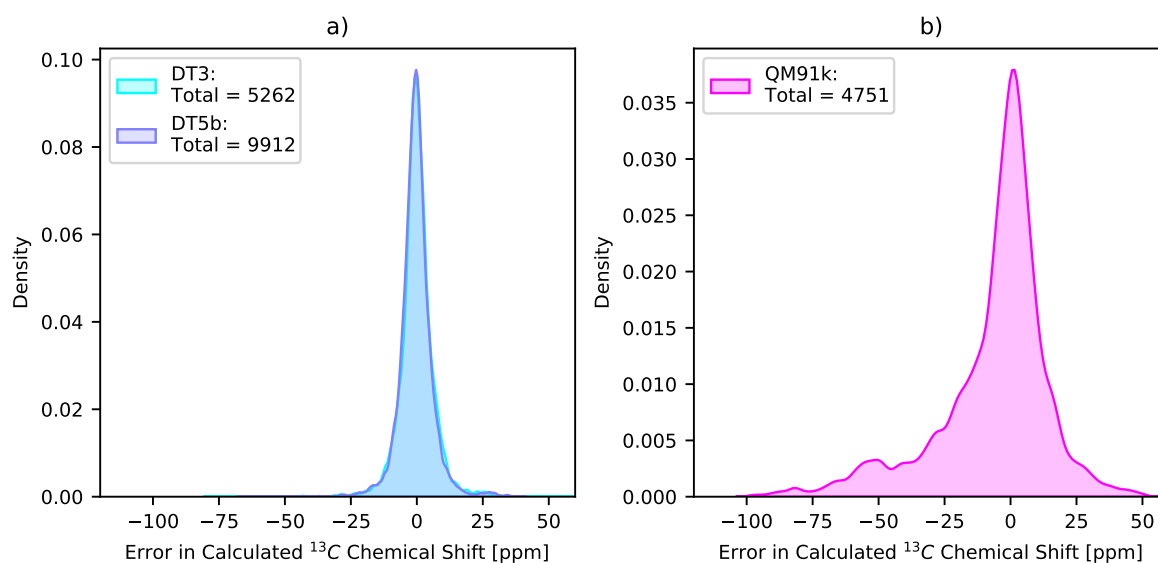 a)
DT3:
Total = 5262
DT5b:
Total = 9912
0.10
0.08
0.06
0.04
0.02
0.00
Density
−100 −75 −50 −25 0 25 50
Error in Calculated ¹³C Chemical Shift [ppm]
b)
QM91k:
Total = 4751
0.035
0.030
0.025
0.020
0.015
0.010
0.005
0.000
Density
−100 −75 −50 −25 0 25 50
Error in Calculated ¹³C Chemical Shift [ppm]